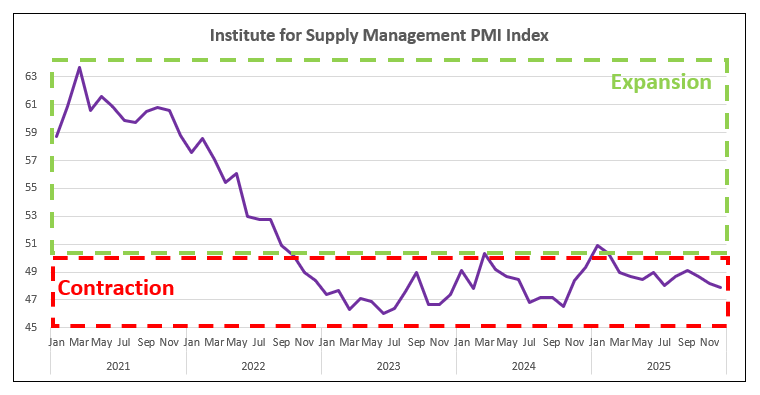 Institute for Supply Management PMI Index
Expansion
63
61
59
57
55
53
51
49
Contraction
47
45
Jan Mar May Jul Sep Nov Jan Mar May Jul Sep Nov Jan Mar May Jul Sep Nov Jan Mar May Jul Sep Nov Jan Mar May Jul Sep Nov
2021 2022 2023 2024 2025